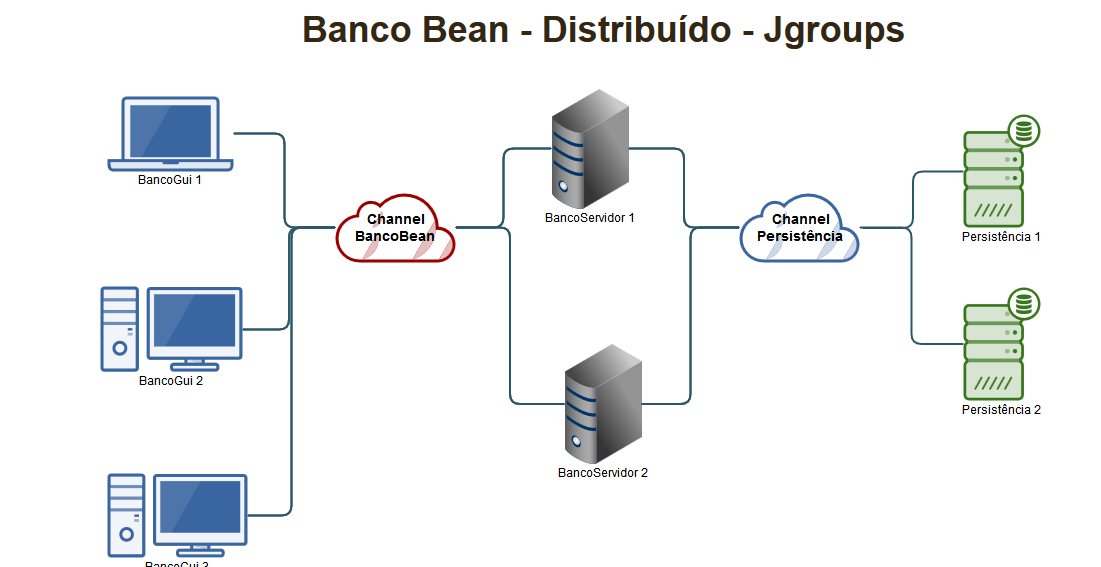 Banco Bean - Distribuído - Jgroups
BancoGui 1
BancoServidor 1
Channel
BancoBean
Channel
Persistência
Persistência 1
BancoGui 2
Persistência 2
BancoServidor 2
BancoGui